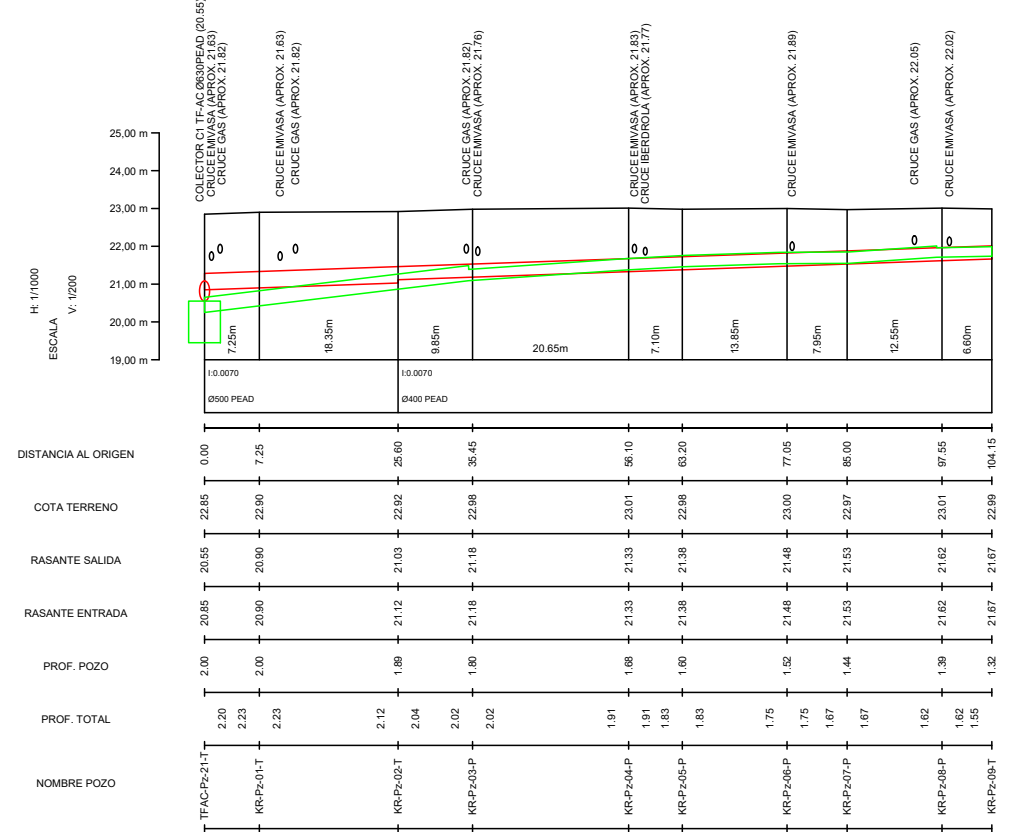 COLECTOR C1 TF-AC Ø630PEAD (20.55)
CRUCE EMIVASA (APROX. 21.63)
CRUCE GAS (APROX. 21.82)
CRUCE EMIVASA (APROX. 21.63)
CRUCE GAS (APROX. 21.82)
CRUCE GAS (APROX. 21.82)
CRUCE EMIVASA (APROX. 21.76)
CRUCE EMIVASA (APROX. 21.83)
CRUCE IBERDROLA (APROX. 21.77)
CRUCE EMIVASA (APROX. 21.89)
CRUCE GAS (APROX. 22.05)
CRUCE EMIVASA (APROX. 22.02)
25,00 m
24,00 m
23,00 m
22,00 m
21,00 m
20,00 m
19,00 m
H: 1/1000
ESCALA
V: 1/200
7.25m
18.35m
9.85m
20.65m
7.10m
13.85m
7.95m
12.55m
6.60m
I:0.0070
I:0.0070
Ø500 PEAD
Ø400 PEAD
DISTANCIA AL ORIGEN 0.00 7.25 25.60 35.45 56.10 63.20 77.05 85.00 97.55 104.15
COTA TERRENO 22.85 22.90 22.92 22.98 23.01 22.98 23.00 22.97 23.01 22.99
RASANTE SALIDA 20.55 20.90 21.03 21.18 21.33 21.38 21.48 21.53 21.62 21.67
RASANTE ENTRADA 20.85 20.90 21.12 21.18 21.33 21.38 21.48 21.53 21.62 21.67
PROF. POZO 2.00 2.00 1.89 1.80 1.68 1.60 1.52 1.44 1.39 1.32
PROF. TOTAL 2.20 2.23 2.23 2.12 2.04 2.02 2.02 1.91 1.91 1.83 1.83 1.75 1.75 1.67 1.67 1.62 1.62 1.55
NOMBRE POZO TFAC-Pz-21-T KR-Pz-01-T KR-Pz-02-T KR-Pz-03-P KR-Pz-04-P KR-Pz-05-P KR-Pz-06-P KR-Pz-07-P KR-Pz-08-P KR-Pz-09-T